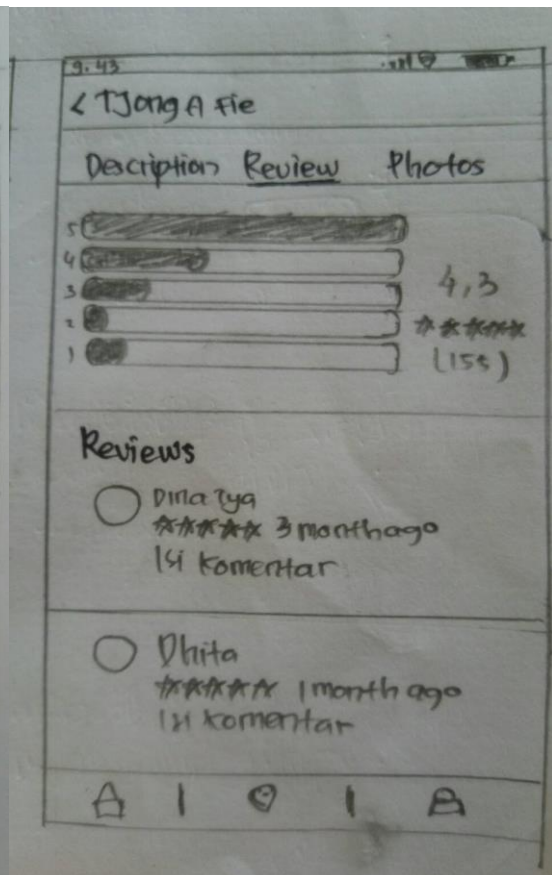 9.43
< TJong A Fie
Description Review Photos
5
4
3
2
1
4,3
★★★★★
(155)
Reviews
Dina Tya
★★★★★ 3 month ago
Isi Komentar
Dhita
★★★★★ 1 month ago
Isi Komentar